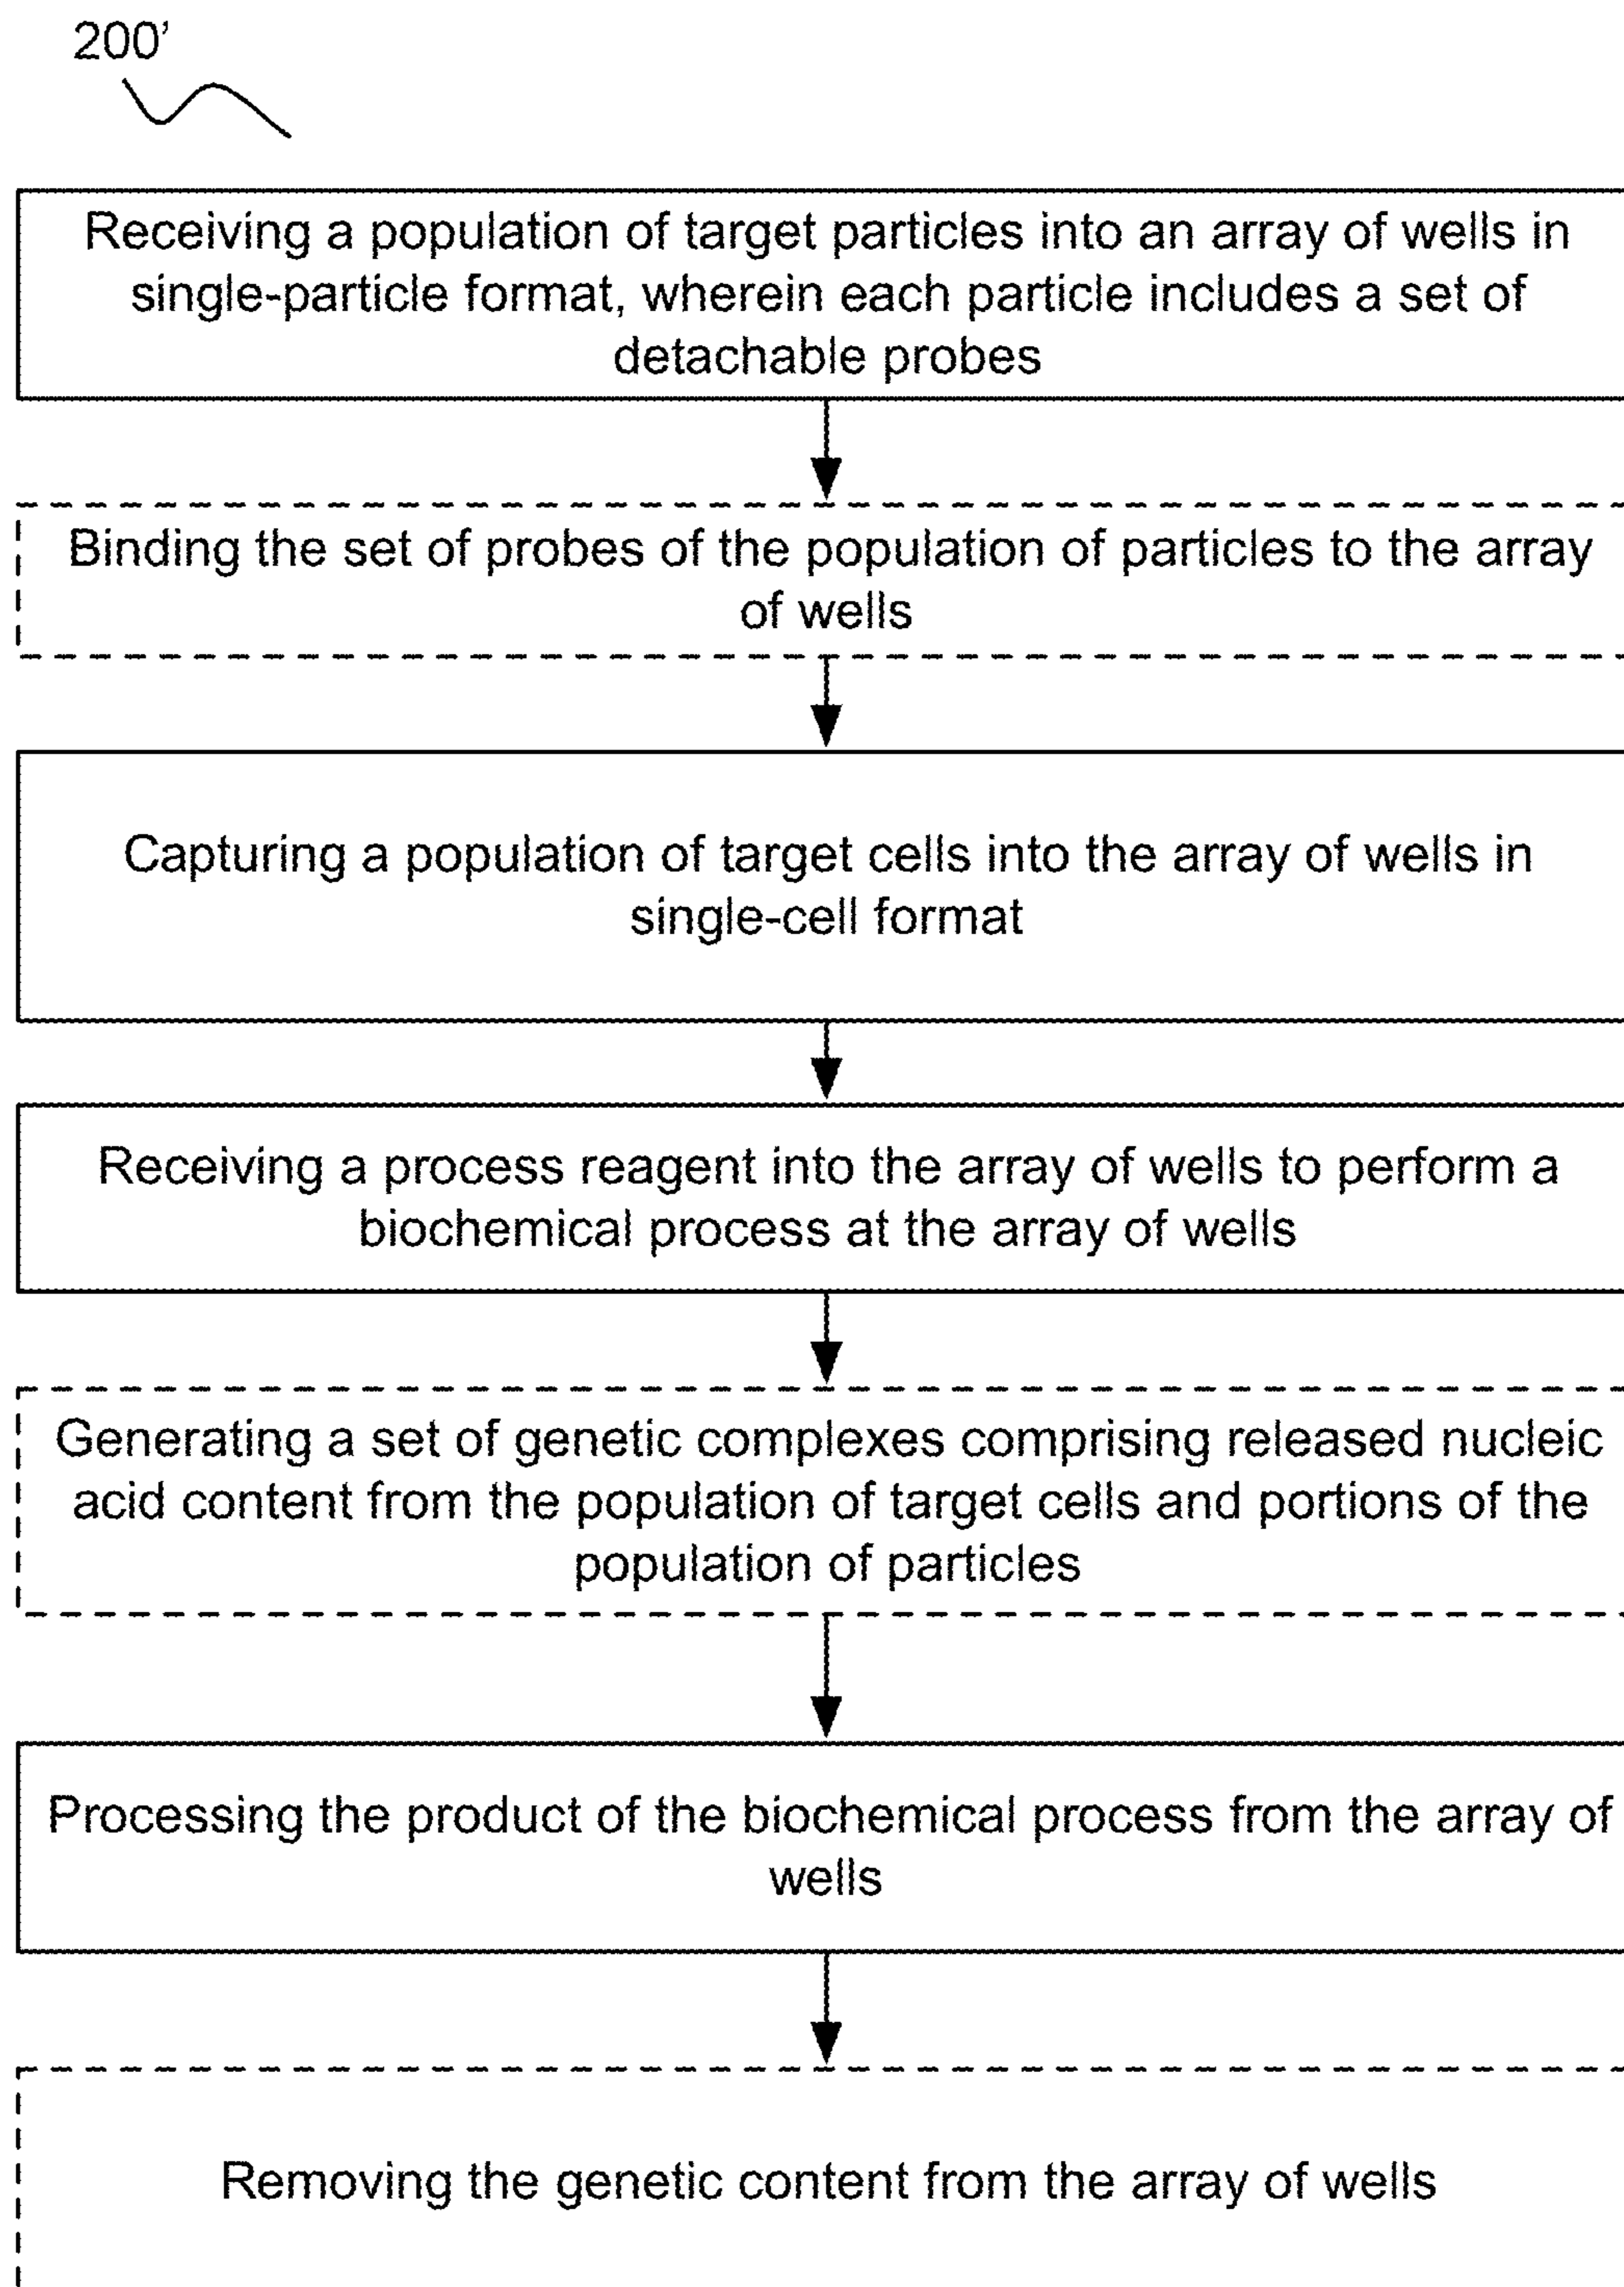 200’
Receiving a population of target particles into an array of wells in
single-particle format, wherein each particle includes a set of
detachable probes
Binding the set of probes of the population of particles to the array
of wells
Capturing a population of target cells into the array of wells in
single-cell format
Receiving a process reagent into the array of wells to perform a
biochemical process at the array of wells
Generating a set of genetic complexes comprising released nucleic
acid content from the population of target cells and portions of the
population of particles
Processing the product of the biochemical process from the array of
wells
Removing the genetic content from the array of wells